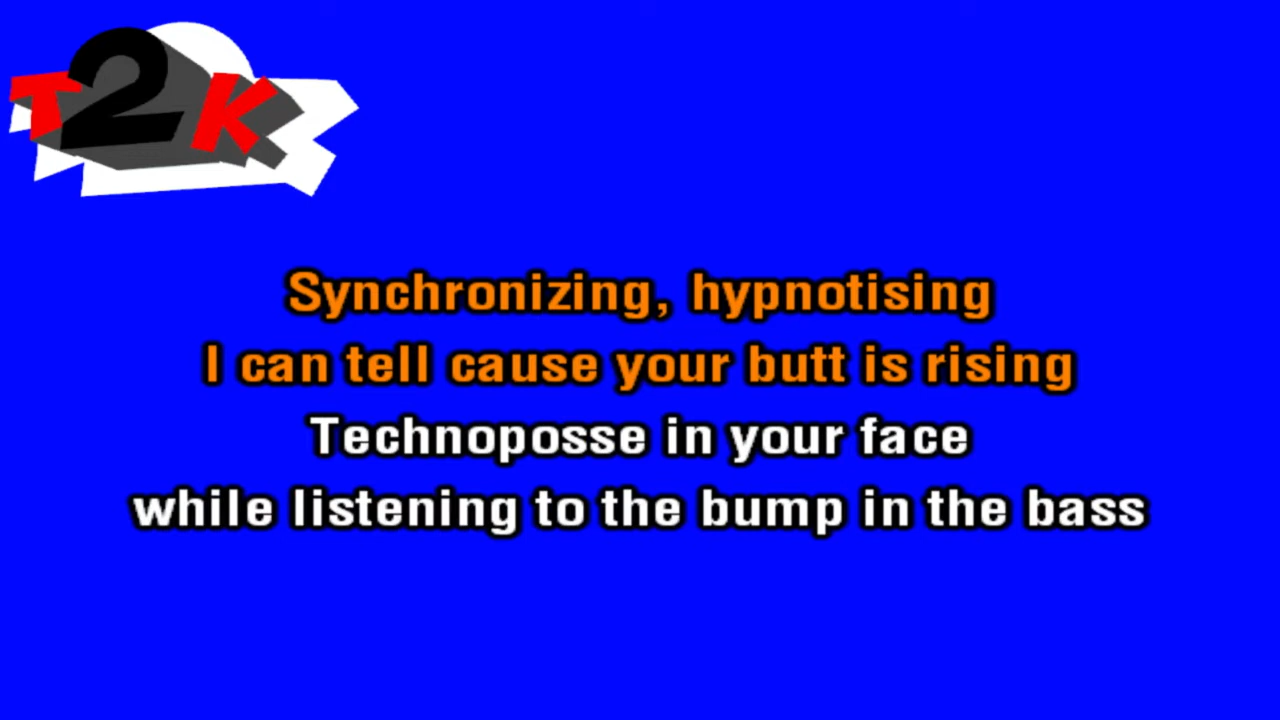 T2K
Synchronizing, hypnotising
I can tell cause your butt is rising
Technoposse in your face
while listening to the bump in the bass